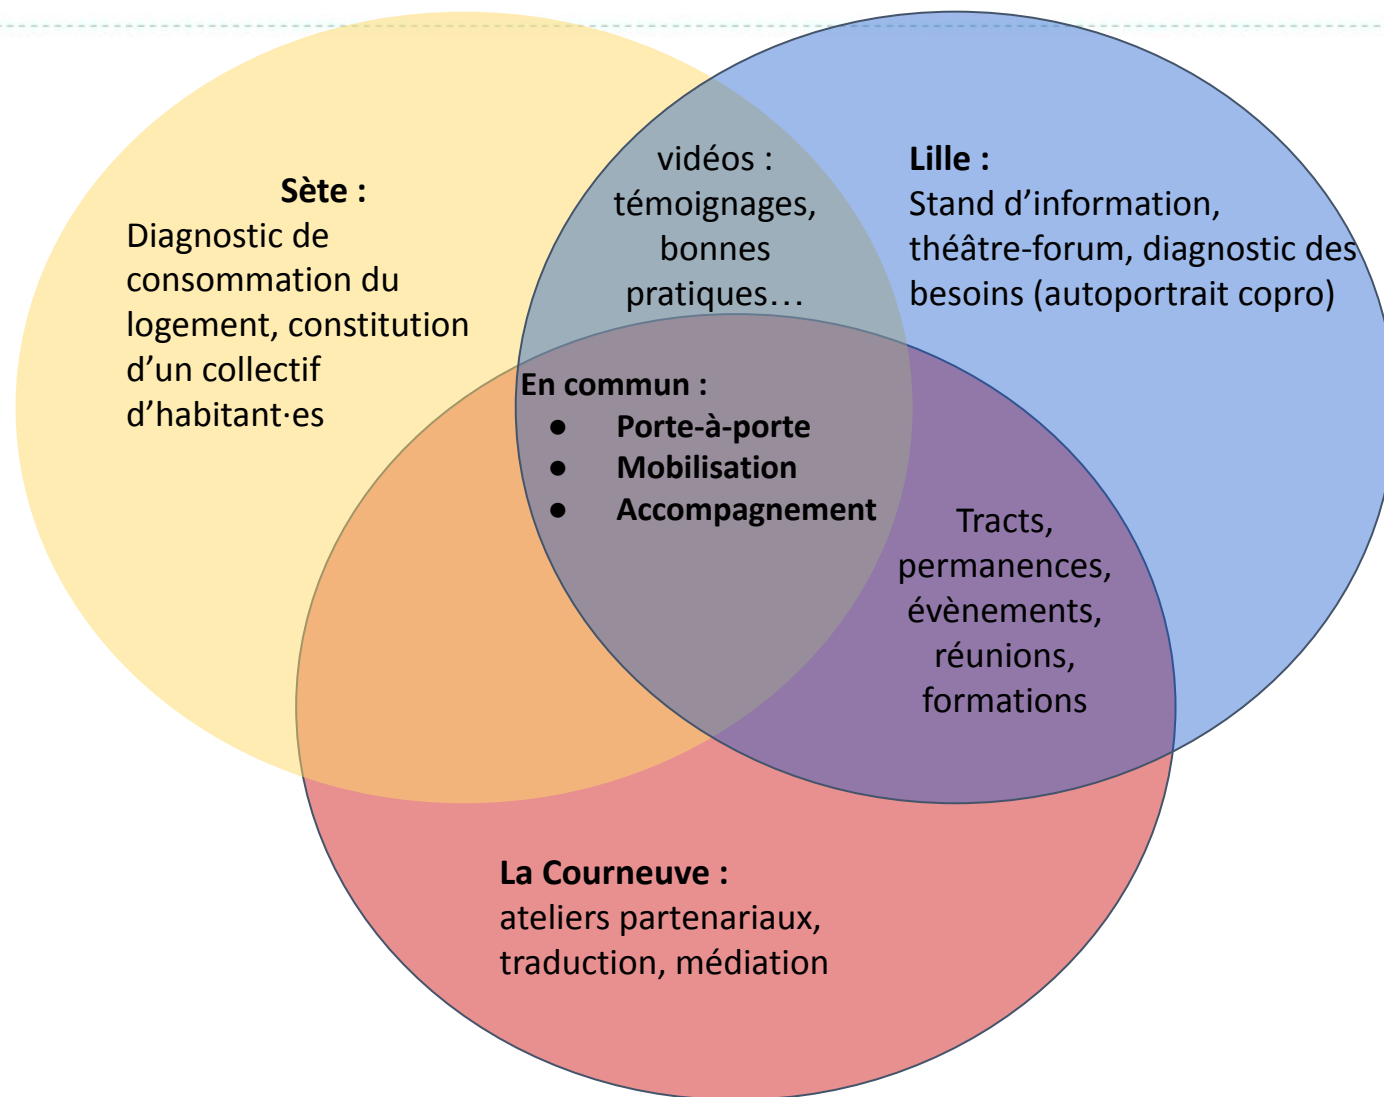 Sète :
Diagnostic de
consommation du
logement, constitution
d’un collectif
d’habitant·es
vidéos :
témoignages,
bonnes
pratiques…
Lille :
Stand d’information,
théâtre-forum, diagnostic des
besoins (autoportrait copro)
En commun :
● Porte-à-porte
● Mobilisation
● Accompagnement
Tracts,
permanences,
évènements,
réunions,
formations
La Courneuve :
ateliers partenariaux,
traduction, médiation